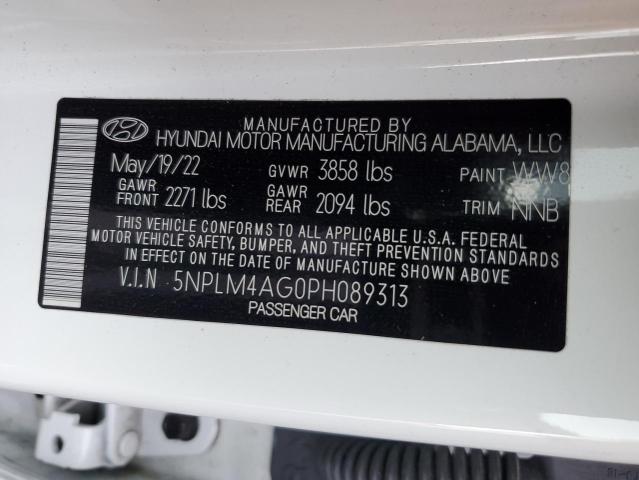 MANUFACTURED BY
HYUNDAI MOTOR MANUFACTURING ALABAMA, LLC
May/19/22 GVWR 3858 lbs PAINT WW8
GAWR FRONT 2271 lbs GAWR REAR 2094 lbs TRIM NNB
THIS VEHICLE CONFORMS TO ALL APPLICABLE U.S.A. FEDERAL
MOTOR VEHICLE SAFETY, BUMPER, AND THEFT PREVENTION STANDARDS
IN EFFECT ON THE DATE OF MANUFACTURE SHOWN ABOVE.
V.I.N 5NPLM4AG0PH089313
PASSENGER CAR